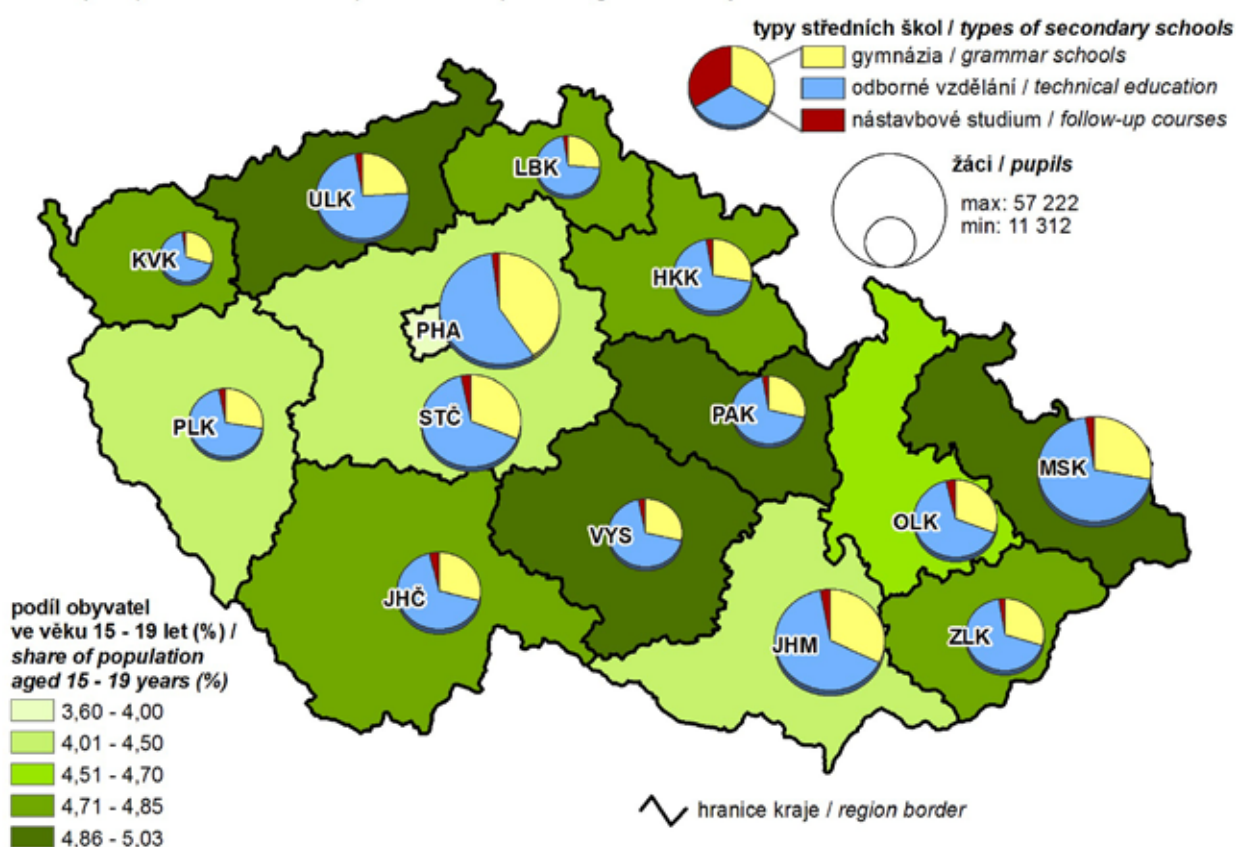 typy středních škol / types of secondary schools
gymnázia / grammar schools
odborné vzdělání / technical education
nástavbové studium / follow-up courses
žáci / pupils
max: 57 222
min: 11 312
LBK
ULK
KVK
HKK
PHA
STČ
PLK
PAK
MSK
OLK
VYS
JHČ
JHM
ZLK
podíl obyvatel
ve věku 15 - 19 let (%) /
share of population
aged 15 - 19 years (%)
3,60 - 4,00
4,01 - 4,50
4,51 - 4,70
4,71 - 4,85
4,86 - 5,03
hranice kraje / region border